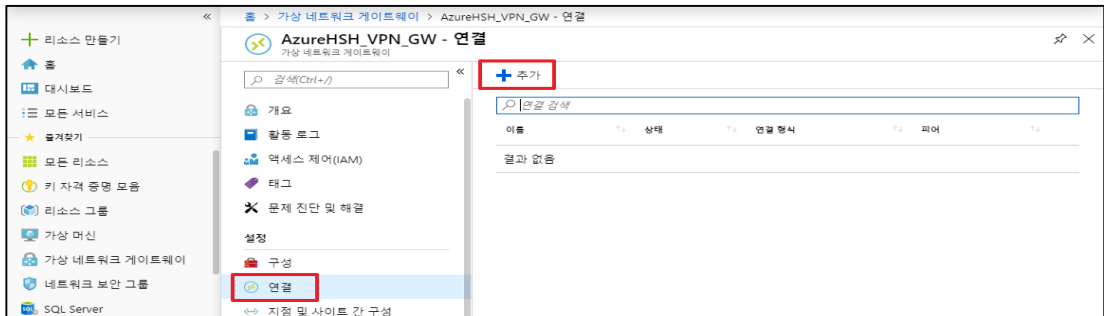 «
홈 > 가상 네트워크 게이트웨이 > AzureHSH_VPN_GW - 연결
리소스 만들기
홈
대시보드
모든 서비스
즐겨찾기
모든 리소스
키 자격 증명 모음
리소스 그룹
가상 머신
가상 네트워크 게이트웨이
네트워크 보안 그룹
SQL Server
AzureHSH_VPN_GW - 연결
가상 네트워크 게이트웨이
검색(Ctrl+/)
«
개요
활동 로그
액세스 제어(IAM)
태그
문제 진단 및 해결
설정
구성
연결
지점 및 사이트 간 구성
추가
연결 검색
이름 ↑↓ 상태 ↑↓ 연결 형식 ↑↓ 피어 ↑↓
결과 없음